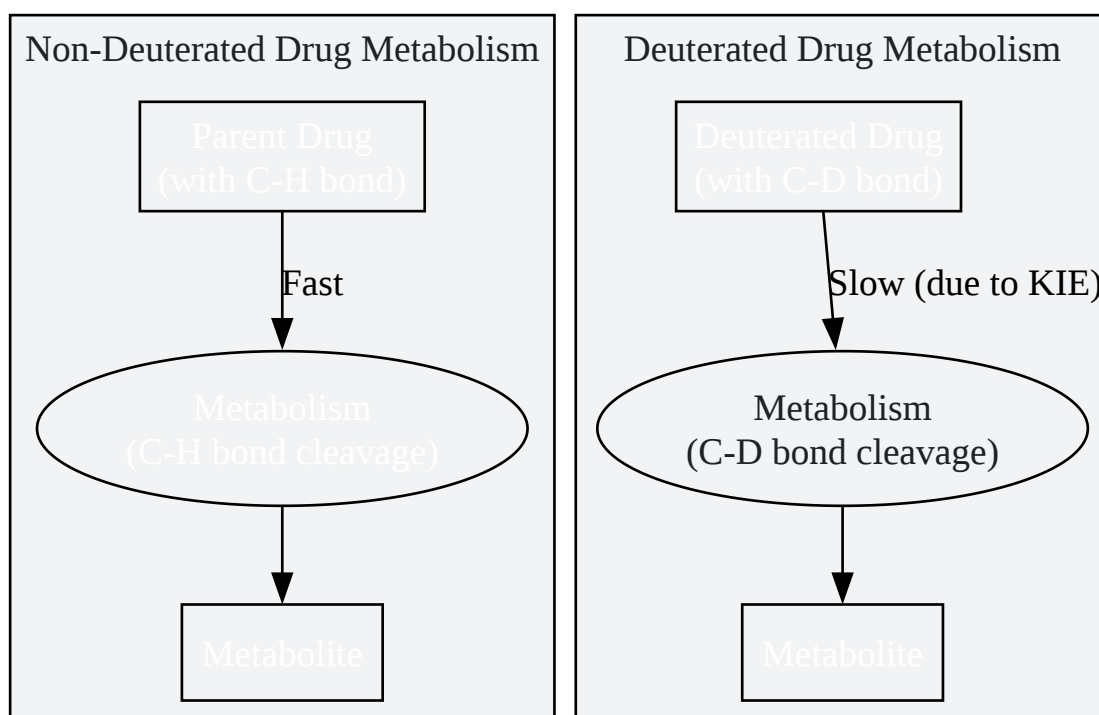 Non-Deuterated Drug Metabolism
Parent Drug
(with C-H bond)
Fast
Metabolism
(C-H bond cleavage)
Metabolite
Deuterated Drug Metabolism
Deuterated Drug
(with C-D bond)
Slow (due to KIE)
Metabolism
(C-D bond cleavage)
Metabolite